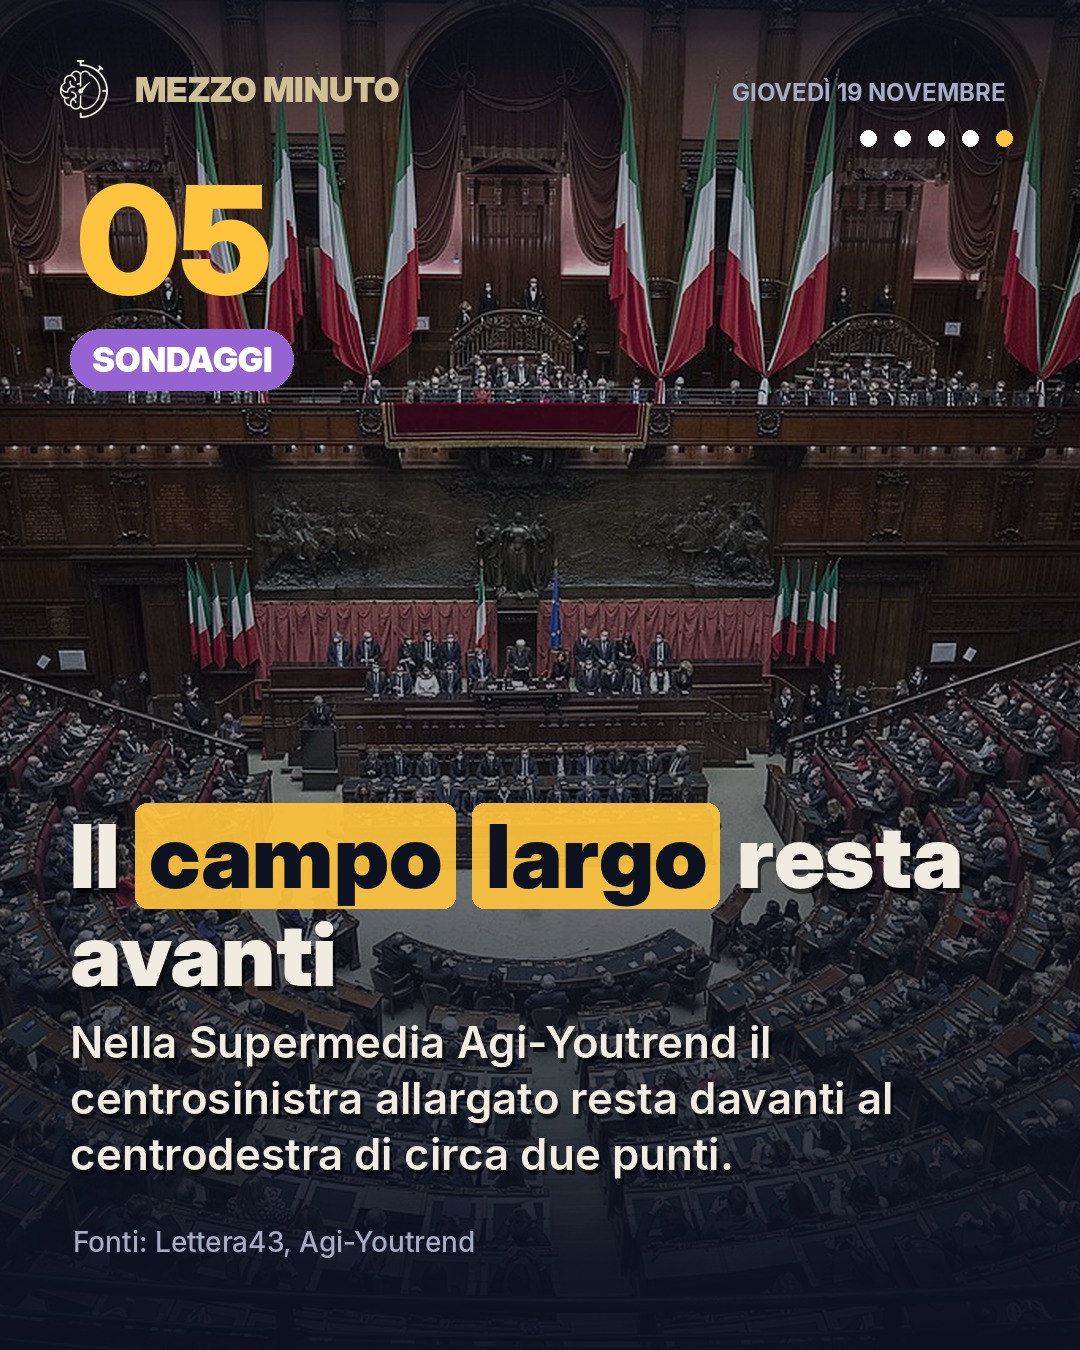 MEZZO MINUTO
GIOVEDÌ 19 NOVEMBRE
05
SONDAGGI
Il campo largo resta
avanti
Nella Supermedia Agi-Youtrend il
centrosinistra allargato resta davanti al
centrodestra di circa due punti.
Fonti: Lettera43, Agi-Youtrend